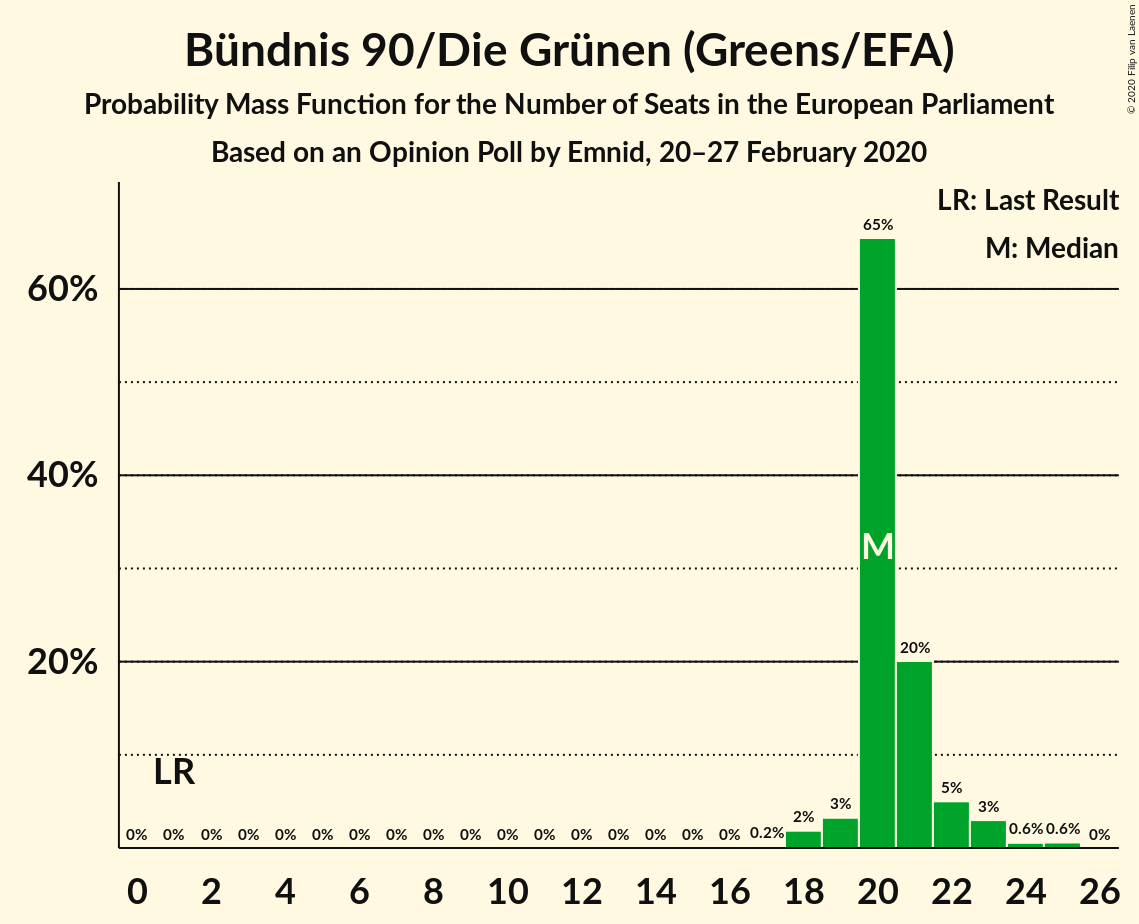 Bündnis 90/Die Grünen (Greens/EFA)
Probability Mass Function for the Number of Seats in the European Parliament
Based on an Opinion Poll by Emnid, 20–27 February 2020
© 2020 Filip van Laenen
LR: Last Result
M: Median
65%
60%
40%
M
20%
20%
LR
5%
3%
3%
2%
0% 0% 0% 0% 0% 0% 0% 0% 0% 0% 0% 0% 0% 0% 0% 0% 0% 0.2% 0.6% 0.6% 0%
0 2 4 6 8 10 12 14 16 18 20 22 24 26